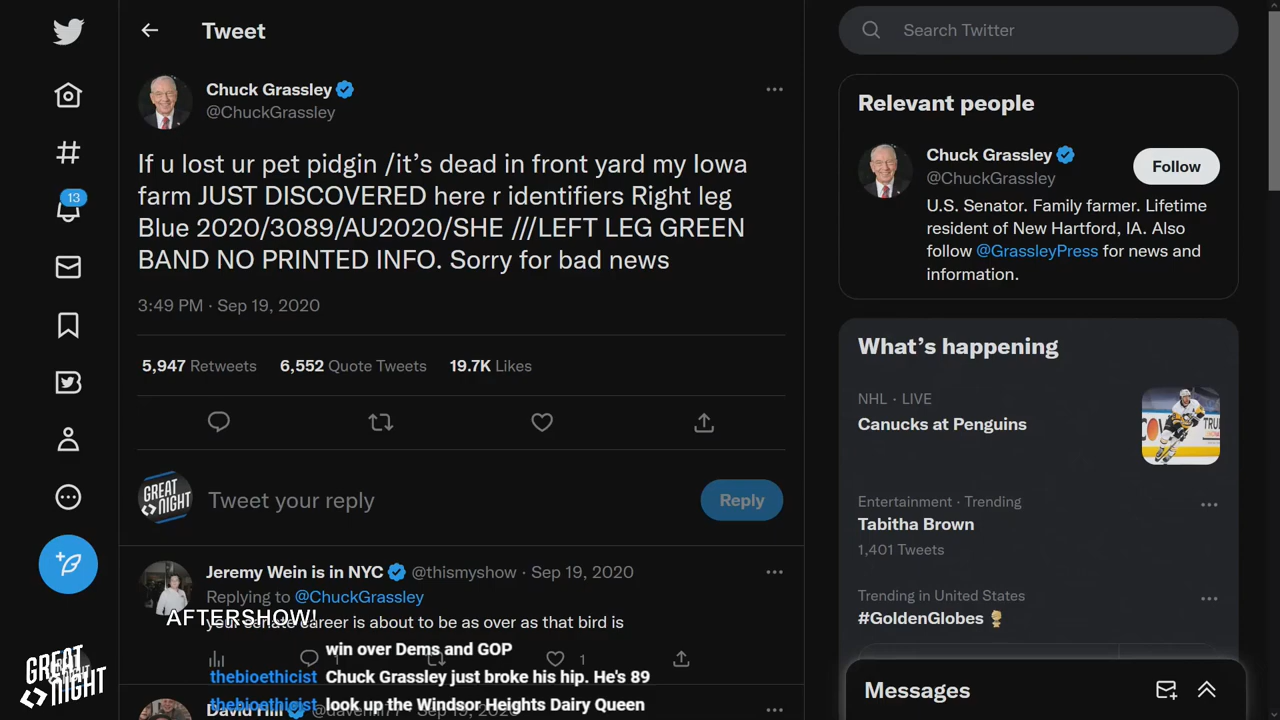 Tweet
Search Twitter
Chuck Grassley
@ChuckGrassley
If u lost ur pet pidgin /it’s dead in front yard my Iowa
farm JUST DISCOVERED here r identifiers Right leg
Blue 2020/3089/AU2020/SHE ///LEFT LEG GREEN
BAND NO PRINTED INFO. Sorry for bad news
3:49 PM · Sep 19, 2020
5,947 Retweets 6,552 Quote Tweets 19.7K Likes
GREAT
NIGHT
Tweet your reply
Reply
Jeremy Wein is in NYC @thismyshow · Sep 19, 2020
Replying to @ChuckGrassley
your senate career is about to be as over as that bird is
1
1
13
AFTERSHOW!
win over Dems and GOP
thebioethicist Chuck Grassley just broke his hip. He's 89
thebioethicist look up the Windsor Heights Dairy Queen
GREAT
NIGHT
David Hill
Relevant people
Chuck Grassley
@ChuckGrassley
Follow
U.S. Senator. Family farmer. Lifetime
resident of New Hartford, IA. Also
follow @GrassleyPress for news and
information.
What’s happening
NHL · LIVE
Canucks at Penguins
Entertainment · Trending
Tabitha Brown
1,401 Tweets
Trending in United States
#GoldenGlobes
Messages